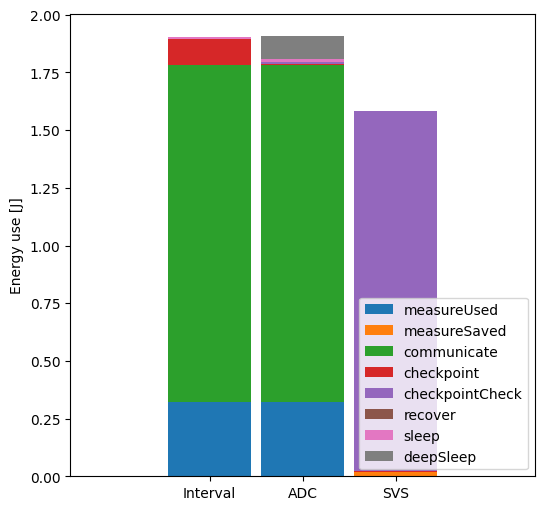 2.00
1.75
1.50
1.25
1.00
0.75
0.50
0.25
0.00
Energy use [J]
Interval
ADC
SVS
measureUsed
measureSaved
communicate
checkpoint
checkpointCheck
recover
sleep
deepSleep